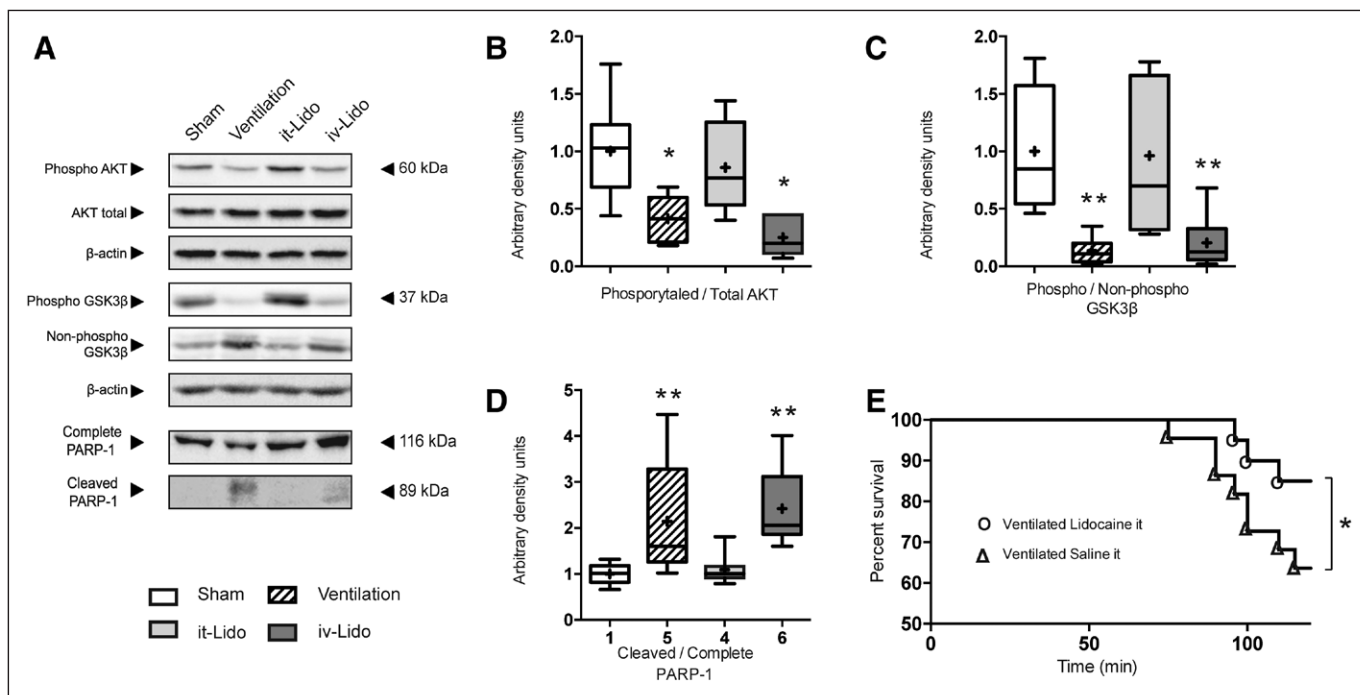 A
Sham
Ventilation
it-Lido
iv-Lido
Phospho AKT
60 kDa
AKT total
β-actin
Phospho GSK3β
37 kDa
Non-phospho
GSK3β
β-actin
Complete
PARP-1
116 kDa
Cleaved
PARP-1
89 kDa
Sham
Ventilation
it-Lido
iv-Lido
B
Arbitrary density units
2.0
1.5
1.0
0.5
0.0
*
*
Phosporytaled / Total AKT
C
Arbitrary density units
2.0
1.5
1.0
0.5
0.0
**
**
Phospho / Non-phospho
GSK3β
D
Arbitrary density units
5
4
3
2
1
0
**
**
1 5 4 6
Cleaved / Complete
PARP-1
E
Percent survival
100
90
80
70
60
50
Ventilated Lidocaine it
Ventilated Saline it
*
0 50 100
Time (min)